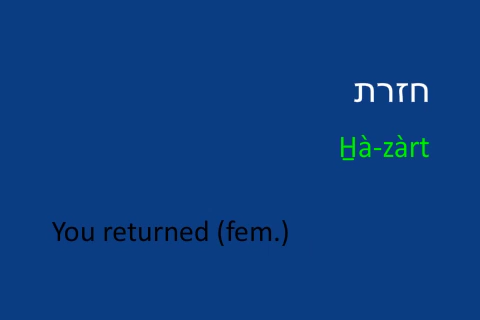 חזרת
H̱à-zàrt
You returned (fem.)